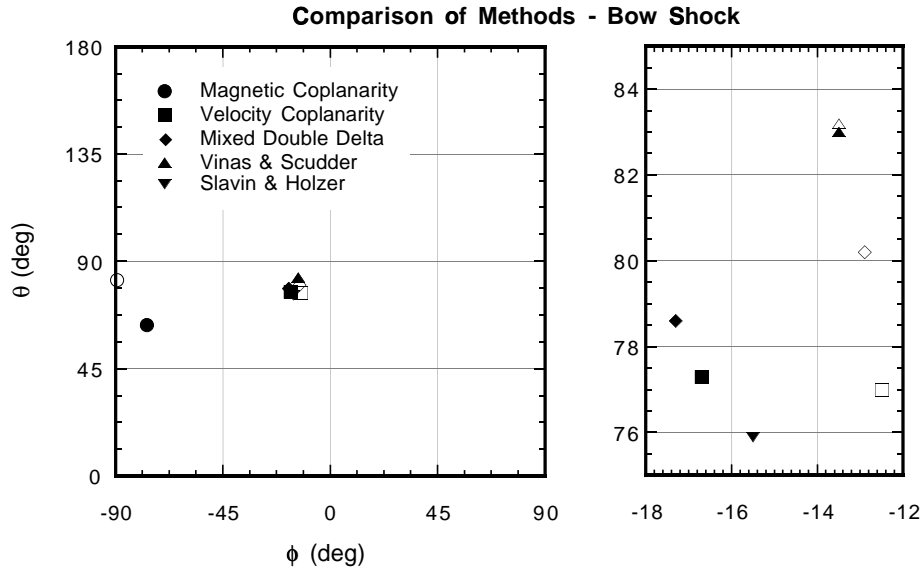 Comparison of Methods - Bow Shock
180
135
90
45
0
θ (deg)
Magnetic Coplanarity
Velocity Coplanarity
Mixed Double Delta
Vinas & Scudder
Slavin & Holzer
-90 -45 0 45 90
ϕ (deg)
84
82
80
78
76
-18 -16 -14 -12